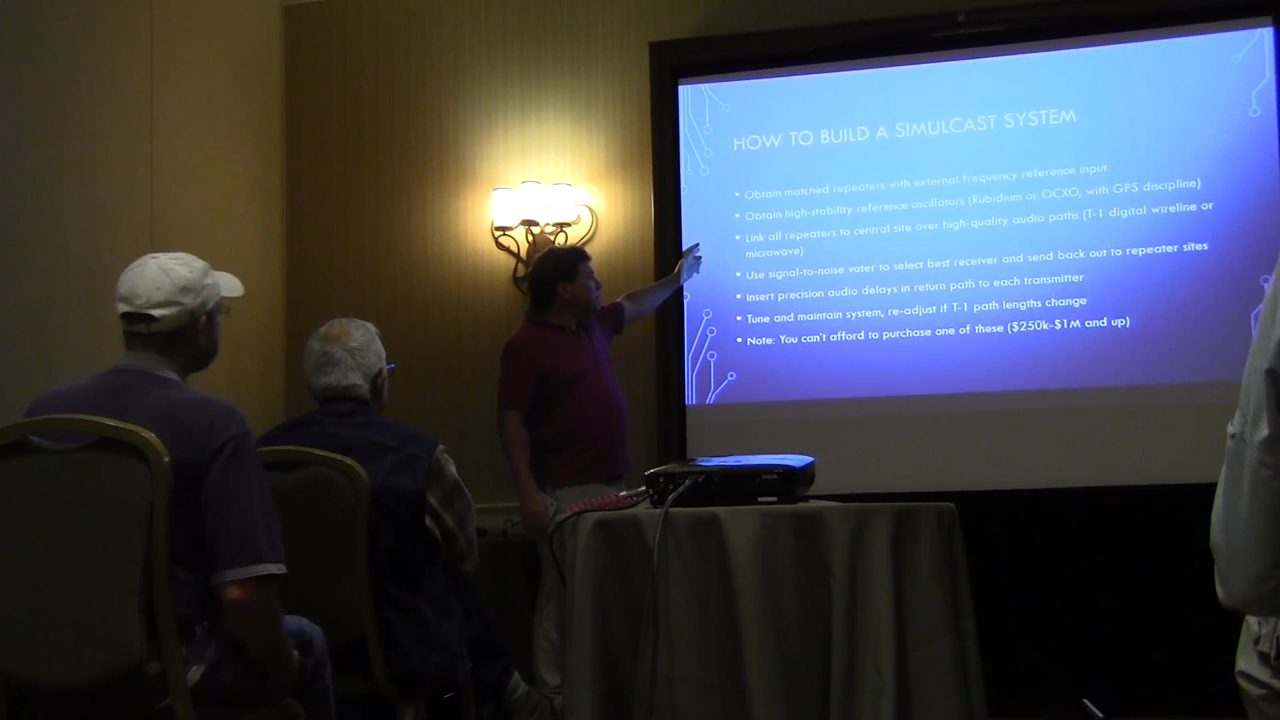 HOW TO BUILD A SIMULCAST SYSTEM
• Obtain matched repeaters with external frequency reference input
• Obtain high-stability reference oscillators (Rubidium or OCXO, with GPS discipline)
• Link all repeaters to central site over high-quality audio paths (T-1 digital wireline or
microwave)
• Use signal-to-noise voter to select best receiver and send back out to repeater sites
• Insert precision audio delays in return path to each transmitter
• Tune and maintain system, re-adjust if T-1 path lengths change
• Note: You can't afford to purchase one of these ($250k-$1M and up)